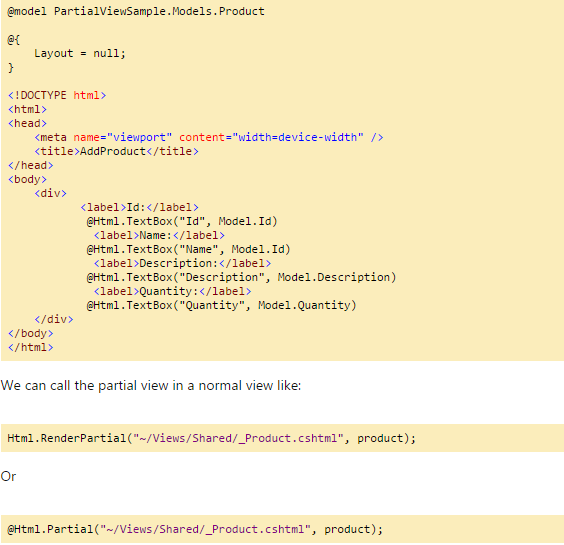 @model PartialViewSample.Models.Product
@{
Layout = null;
}
<!DOCTYPE html>
<html>
<head>
<meta name="viewport" content="width=device-width" />
<title>AddProduct</title>
</head>
<body>
<div>
<label>Id:</label>
@Html.TextBox("Id", Model.Id)
<label>Name:</label>
@Html.TextBox("Name", Model.Id)
<label>Description:</label>
@Html.TextBox("Description", Model.Description)
<label>Quantity:</label>
@Html.TextBox("Quantity", Model.Quantity)
</div>
</body>
</html>
We can call the partial view in a normal view like:
Html.RenderPartial("~/Views/Shared/_Product.cshtml", product);
Or
@Html.Partial("~/Views/Shared/_Product.cshtml", product);